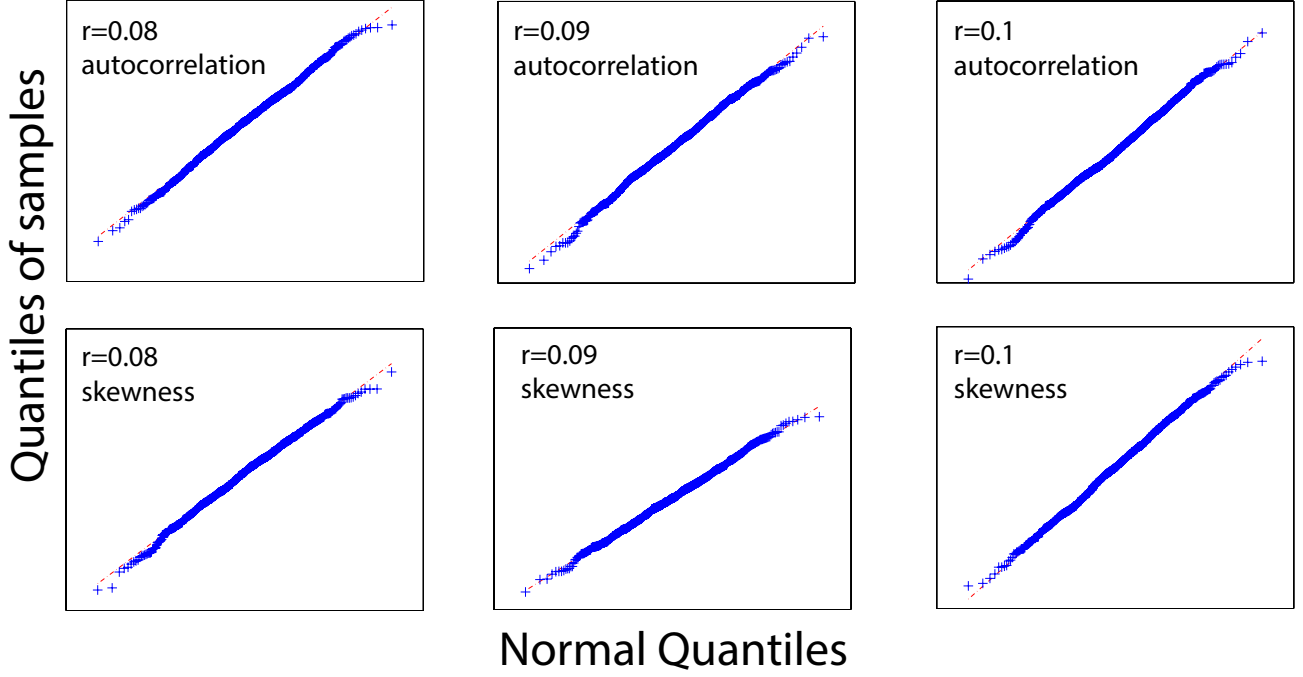 Quantiles of samples
r=0.08
autocorrelation
r=0.09
autocorrelation
r=0.1
autocorrelation
r=0.08
skewness
r=0.09
skewness
r=0.1
skewness
Normal Quantiles